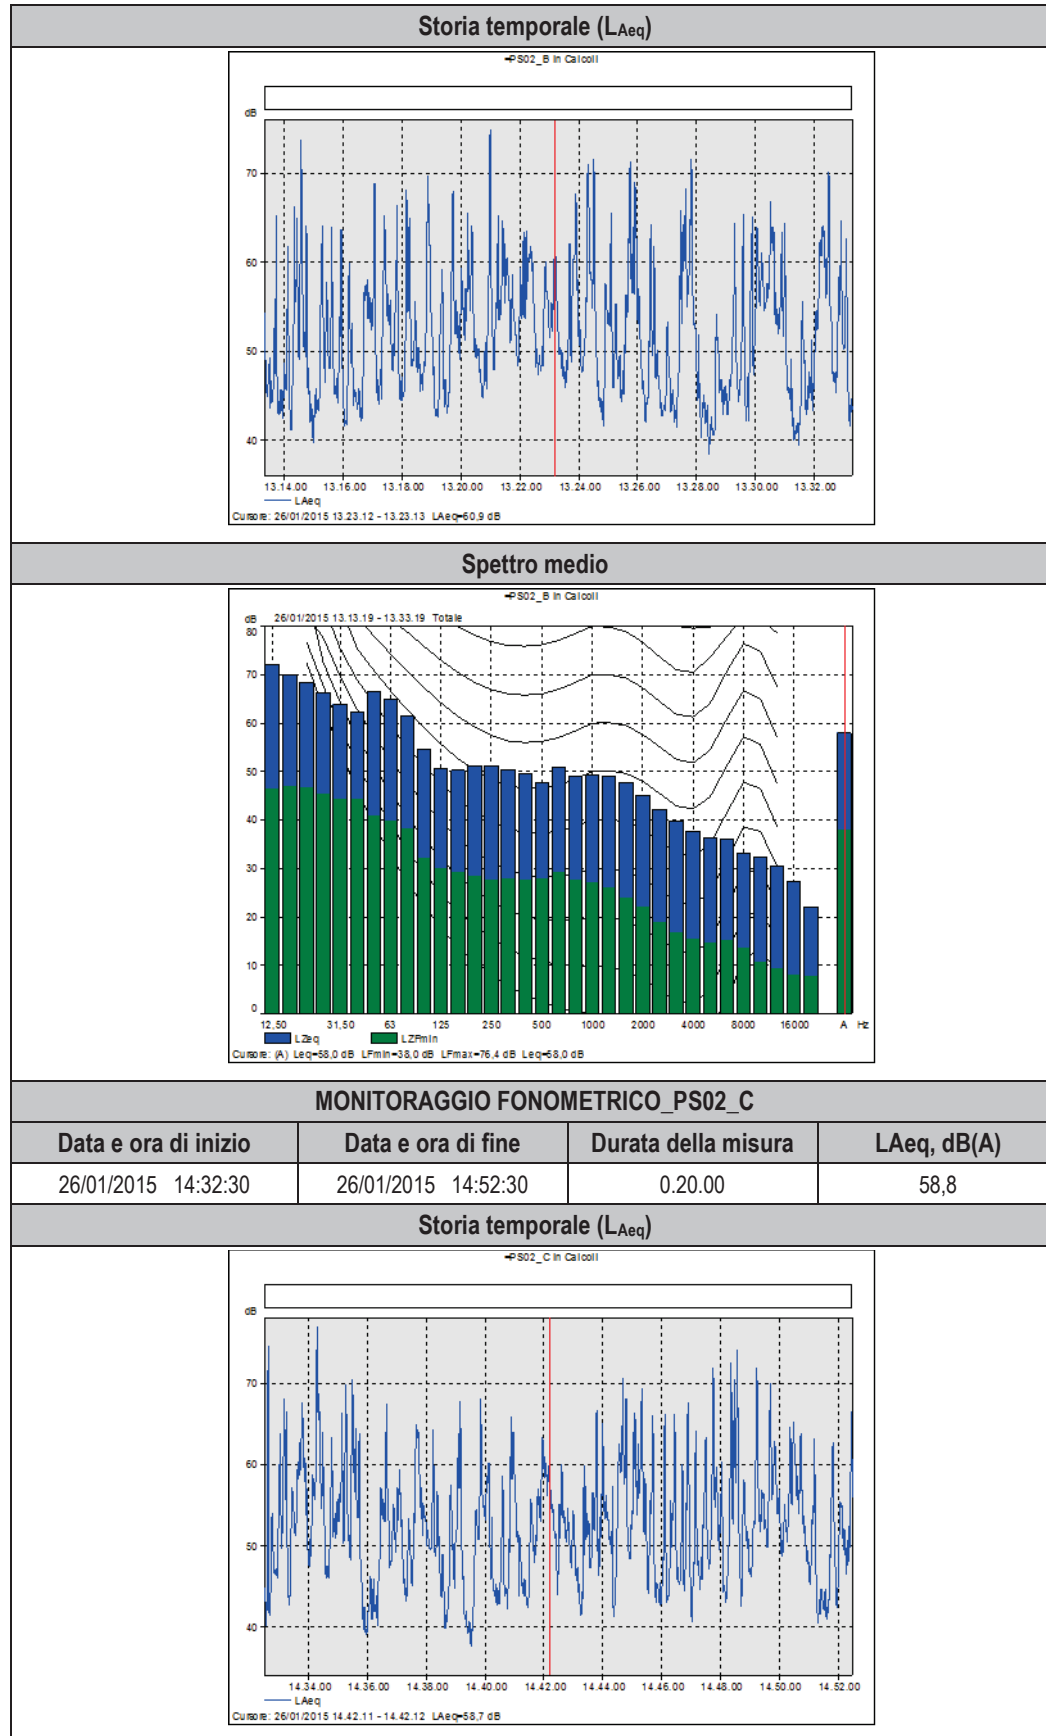 Storia temporale (LAeq)
PS02_B in Calcoli
dB
70
60
50
40
13.14.00 13.16.00 13.18.00 13.20.00 13.22.00 13.24.00 13.26.00 13.28.00 13.30.00 13.32.00
LAeq
Cursore: 26/01/2015 13.23.12 - 13.23.13 LAeq=60,9 dB
Spettro medio
PS02_B in Calcoli
dB 26/01/2015 13.13.19 - 13.33.19 Totale
80
70
60
50
40
30
20
10
0
12,50 31,50 63 125 250 500 1000 2000 4000 8000 16000 A Hz
LZeq LZFmin
Cursore: (A) Leq=58,0 dB LFmin=38,0 dB LFmax=76,4 dB Leq=58,0 dB
MONITORAGGIO FONOMETRICO_PS02_C
Data e ora di inizio Data e ora di fine Durata della misura LAeq, dB(A)
26/01/2015 14:32:30 26/01/2015 14:52:30 0.20.00 58,8
Storia temporale (LAeq)
PS02_C in Calcoli
dB
70
60
50
40
14.34.00 14.36.00 14.38.00 14.40.00 14.42.00 14.44.00 14.46.00 14.48.00 14.50.00 14.52.00
LAeq
Cursore: 26/01/2015 14.42.11 - 14.42.12 LAeq=58,7 dB